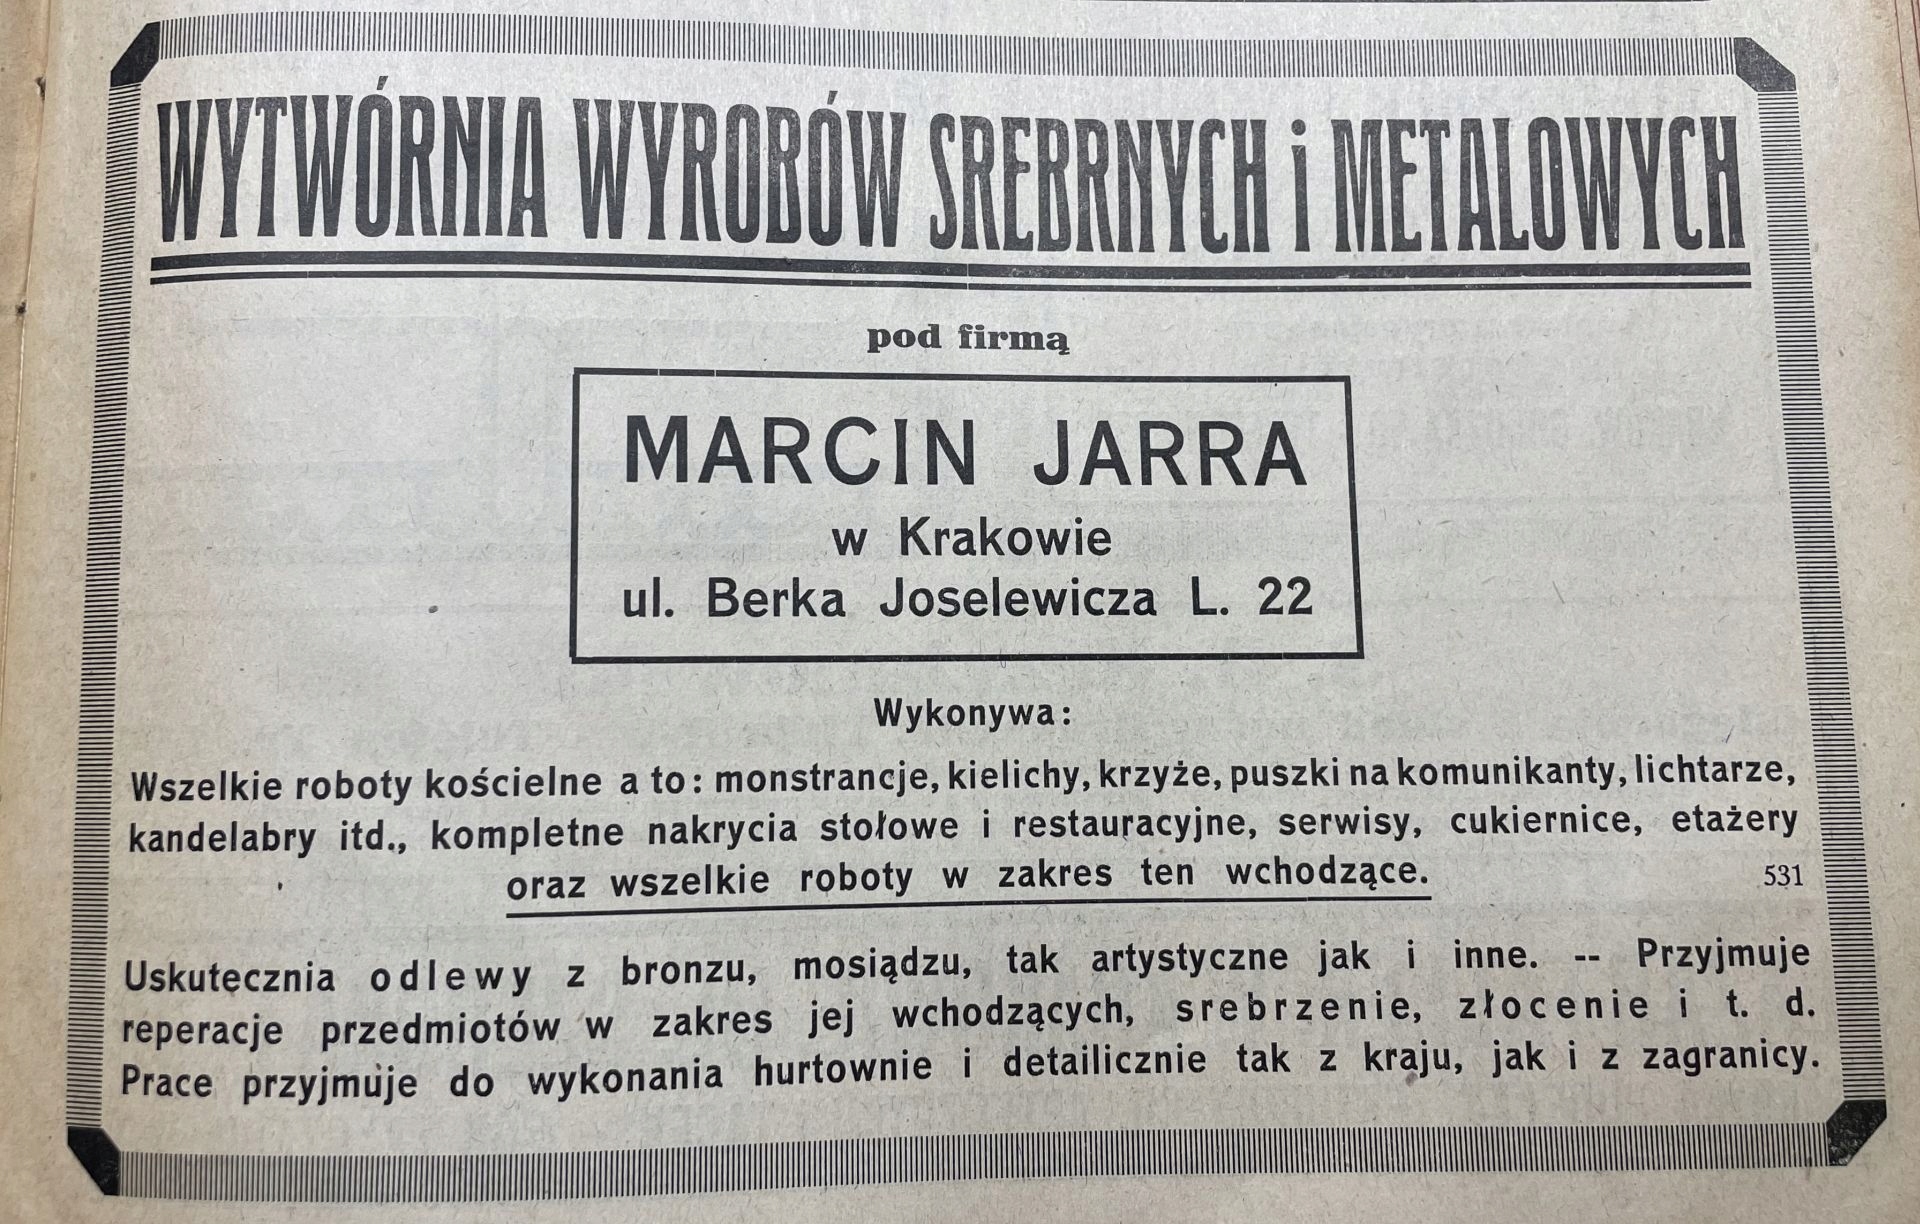 WYTWÓRNIA WYROBÓW SREBRNYCH i METALOWYCH
pod firmą
MARCIN JARRA
w Krakowie
ul. Berka Joselewicza L. 22
Wykonywa:
Wszelkie roboty kościelne a to: monstrancje, kielichy, krzyże, puszki na komunikanty, lichtarze,
kandelabry itd., kompletne nakrycia stołowe i restauracyjne, serwisy, cukiernice, etażery
oraz wszelkie roboty w zakres ten wchodzące. 531
Uskutecznia odlewy z bronzu, mosiądzu, tak artystyczne jak i inne. -- Przyjmuje
reperacje przedmiotów w zakres jej wchodzących, srebrzenie, złocenie i t. d.
Prace przyjmuje do wykonania hurtownie i detailicznie tak z kraju, jak i z zagranicy.